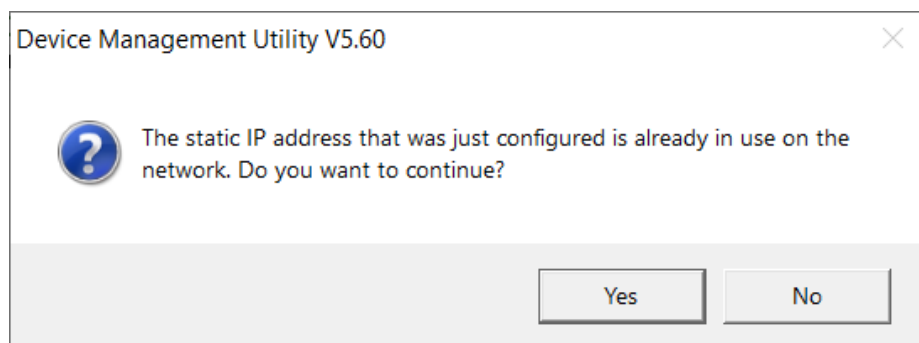 Device Management Utility V5.60
The static IP address that was just configured is already in use on the
network. Do you want to continue?
Yes
No